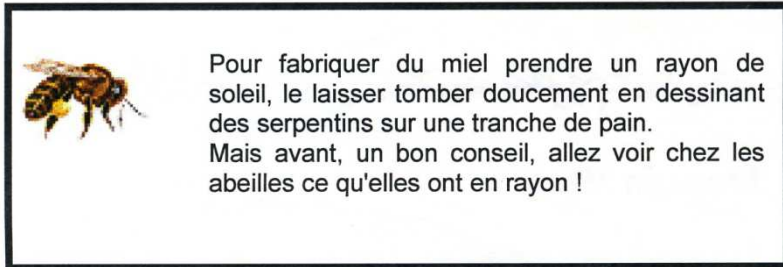 Pour fabriquer du miel prendre un rayon de
soleil, le laisser tomber doucement en dessinant
des serpentins sur une tranche de pain.
Mais avant, un bon conseil, allez voir chez les
abeilles ce qu'elles ont en rayon !